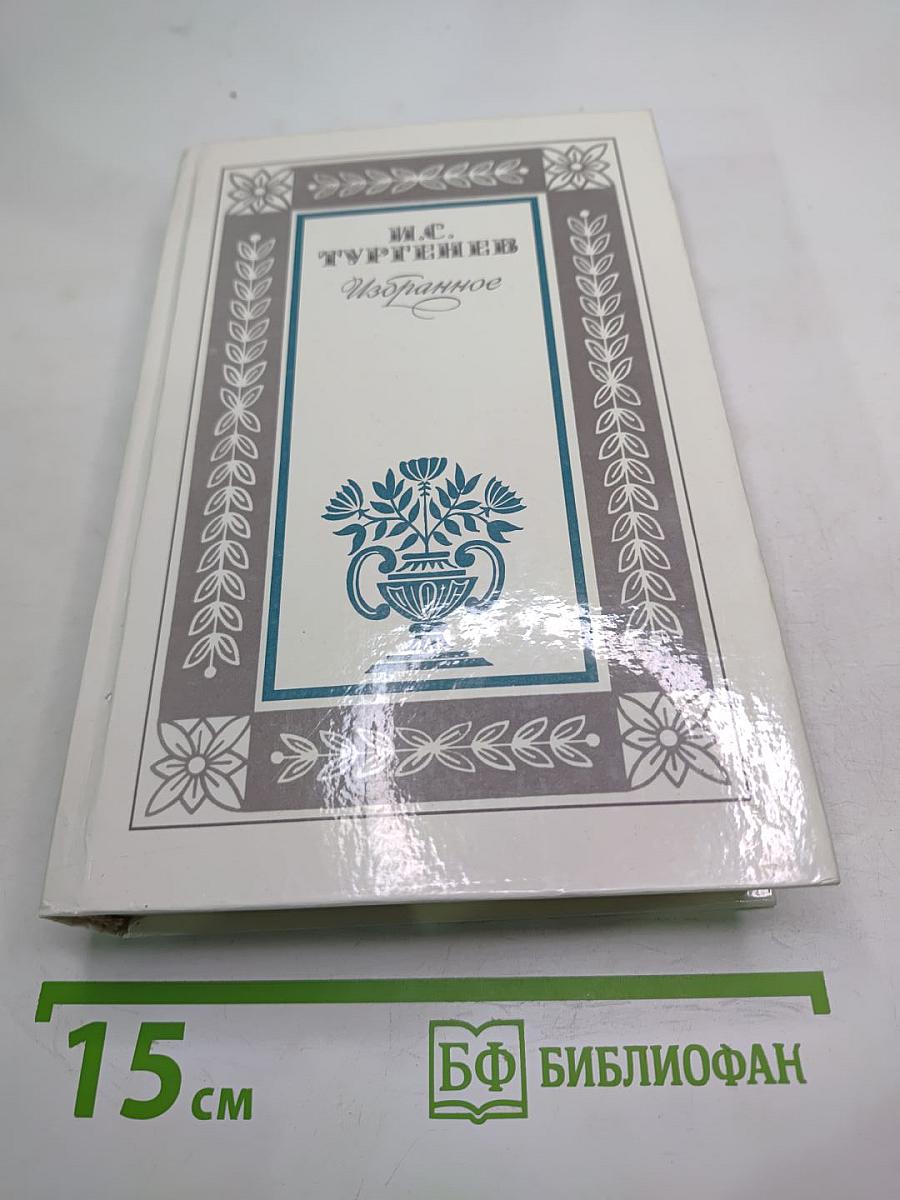 И.С.
ТУРГЕНЕВ
Избранное
15 см
БФ БИБЛИОФАН